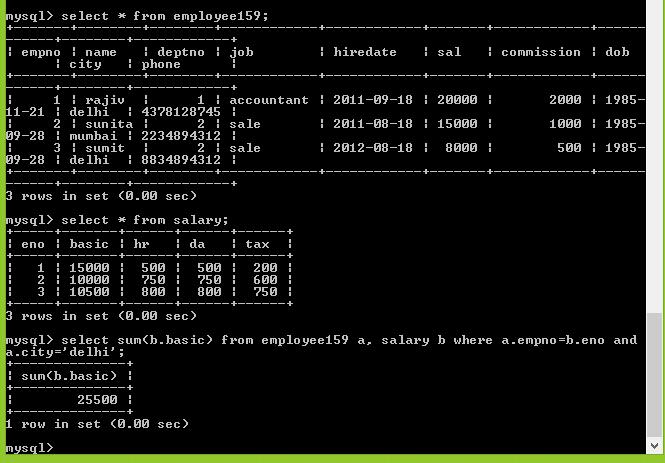 mysql> select * from employee159;
+-------+--------+--------+------------+------------+-------+------------+------
------+--------+------------+
| empno | name   | deptno | job        | hiredate   | sal   | commission | dob
      | city   | phone      |
+-------+--------+--------+------------+------------+-------+------------+------
------+--------+------------+
|     1 | rajiv  |      1 | accountant | 2011-09-18 | 20000 |       2000 | 1985-
11-21 | delhi  | 4378128745 |
|     2 | sunita |      2 | sale       | 2011-08-18 | 15000 |       1000 | 1985-
09-28 | mumbai | 2234894312 |
|     3 | sumit  |      2 | sale       | 2012-08-18 |  8000 |        500 | 1985-
09-28 | delhi  | 8834894312 |
+-------+--------+--------+------------+------------+-------+------------+------
------+--------+------------+
3 rows in set (0.00 sec)
mysql> select * from salary;
+-----+-------+------+------+------+
| eno | basic | hr   | da   | tax  |
+-----+-------+------+------+------+
|   1 | 15000 |  500 |  500 |  200 |
|   2 | 10000 |  750 |  750 |  600 |
|   3 | 10500 |  800 |  800 |  750 |
+-----+-------+------+------+------+
3 rows in set (0.00 sec)
mysql> select sum(b.basic) from employee159 a, salary b where a.empno=b.eno and
a.city='delhi';
+--------------+
| sum(b.basic) |
+--------------+
|        25500 |
+--------------+
1 row in set (0.00 sec)
mysql>